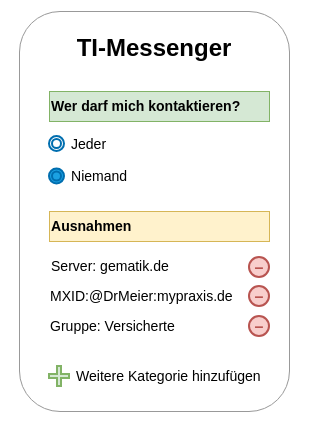 TI-Messenger
Wer darf mich kontaktieren?
Jeder
Niemand
Ausnahmen
Server: gematik.de
MXID:@DrMeier:mypraxis.de
Gruppe: Versicherte
Weitere Kategorie hinzufügen